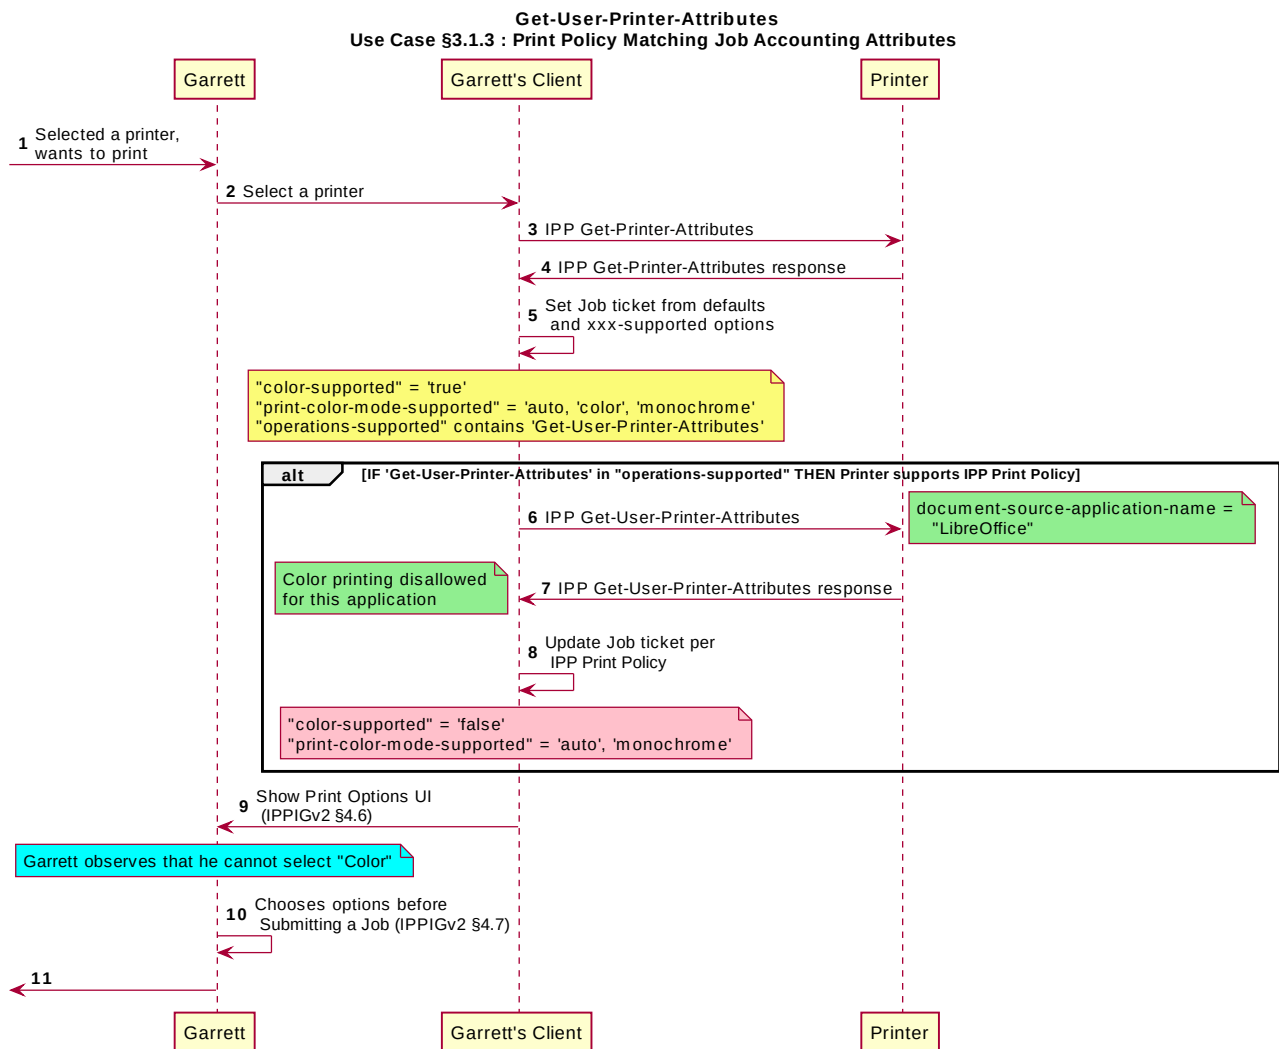 Get-User-Printer-Attributes
Use Case §3.1.3 : Print Policy Matching Job Accounting Attributes
Garrett
Garrett's Client
Printer
1 Selected a printer,
wants to print
2 Select a printer
3 IPP Get-Printer-Attributes
4 IPP Get-Printer-Attributes response
5 Set Job ticket from defaults
and xxx-supported options
"color-supported" = 'true'
"print-color-mode-supported" = 'auto, 'color', 'monochrome'
"operations-supported" contains 'Get-User-Printer-Attributes'
alt [IF 'Get-User-Printer-Attributes' in "operations-supported" THEN Printer supports IPP Print Policy]
6 IPP Get-User-Printer-Attributes
document-source-application-name =
"LibreOffice"
Color printing disallowed
for this application
7 IPP Get-User-Printer-Attributes response
8 Update Job ticket per
IPP Print Policy
"color-supported" = 'false'
"print-color-mode-supported" = 'auto', 'monochrome'
9 Show Print Options UI
(IPPIGv2 §4.6)
Garrett observes that he cannot select "Color"
10 Chooses options before
Submitting a Job (IPPIGv2 §4.7)
11
Garrett
Garrett's Client
Printer